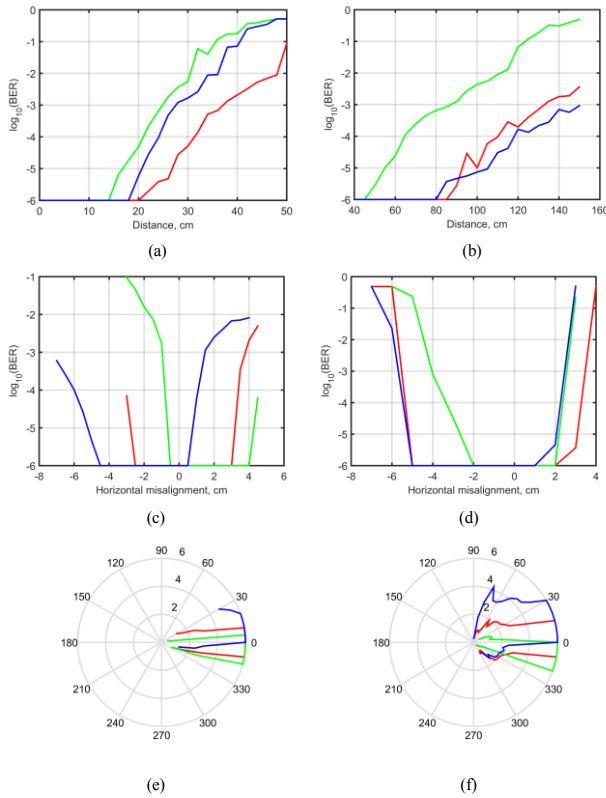 0
-1
-2
-3
-4
-5
-6
log10(BER)
0 10 20 30 40 50
Distance, cm
(a)
0
-1
-2
-3
-4
-5
-6
log10(BER)
40 60 80 100 120 140 160
Distance, cm
(b)
-1
-2
-3
-4
-5
-6
log10(BER)
-8 -6 -4 -2 0 2 4 6
Horizontal misalignment, cm
(c)
0
-1
-2
-3
-4
-5
-6
log10(BER)
-8 -6 -4 -2 0 2 4
Horizontal misalignment, cm
(d)
90 6
120 60
4
150 30
2
180 0
210 330
240 300
270
(e)
90 6
120 60
4
150 30
2
180 0
210 330
240 300
270
(f)